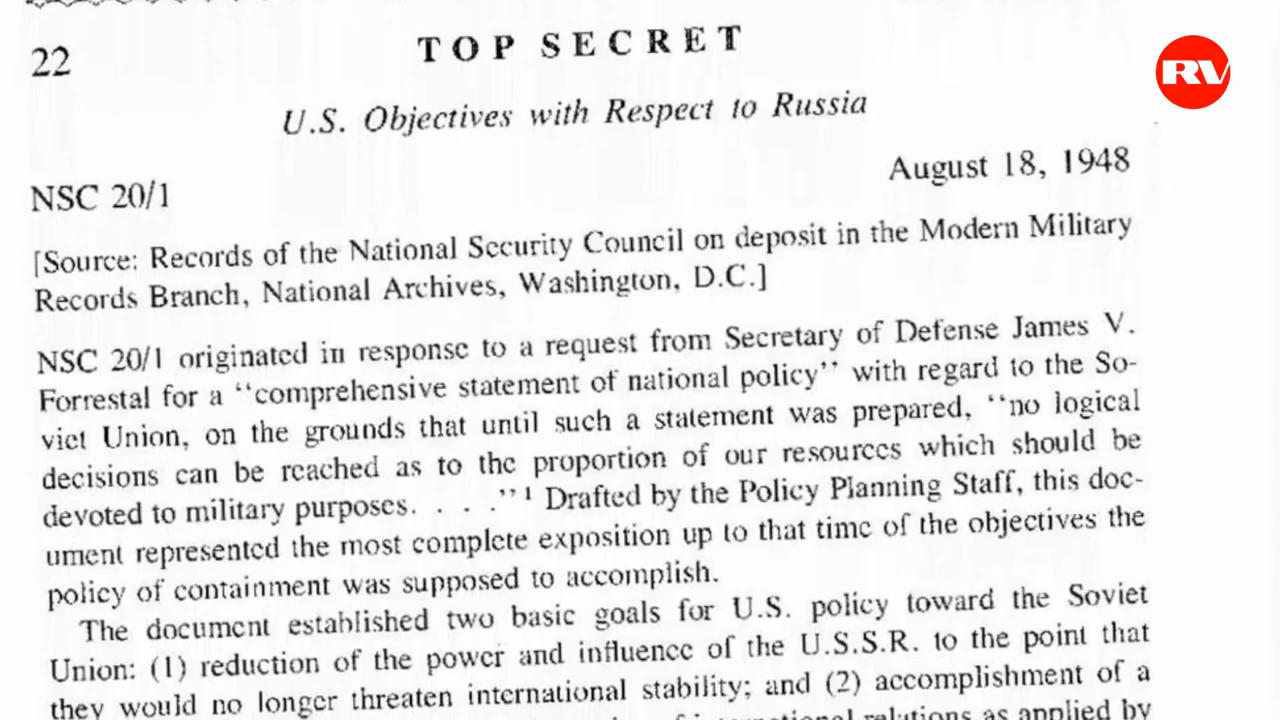 22
TOP SECRET
RV
U.S. Objectives with Respect to Russia
August 18, 1948
NSC 20/1
[Source: Records of the National Security Council on deposit in the Modern Military
Records Branch, National Archives, Washington, D.C.]
NSC 20/1 originated in response to a request from Secretary of Defense James V.
Forrestal for a “comprehensive statement of national policy” with regard to the So-
viet Union, on the grounds that until such a statement was prepared, “no logical
decisions can be reached as to the proportion of our resources which should be
devoted to military purposes. . . .”¹ Drafted by the Policy Planning Staff, this doc-
ument represented the most complete exposition up to that time of the objectives the
policy of containment was supposed to accomplish.
The document established two basic goals for U.S. policy toward the Soviet
Union: (1) reduction of the power and influence of the U.S.S.R. to the point that
they would no longer threaten international stability; and (2) accomplishment of a
of international relations as applied by